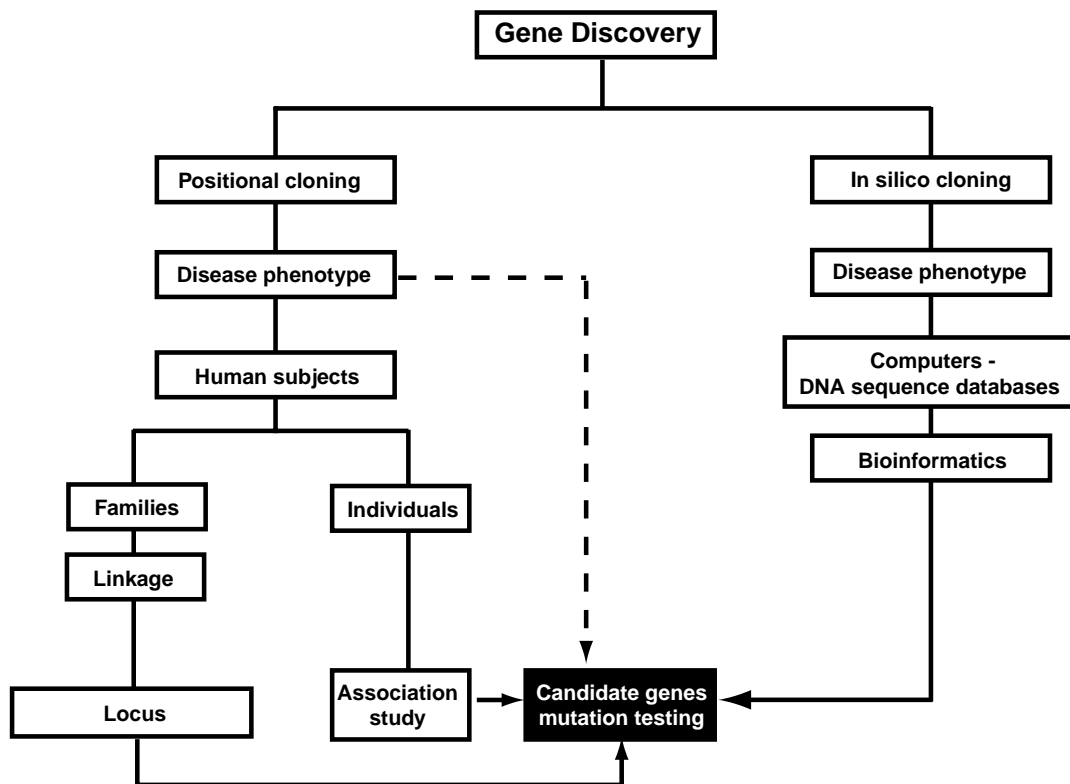 Gene Discovery
Positional cloning
In silico cloning
Disease phenotype
Disease phenotype
Human subjects
Computers -
DNA sequence databases
Bioinformatics
Families
Individuals
Linkage
Locus
Association
study
Candidate genes
mutation testing